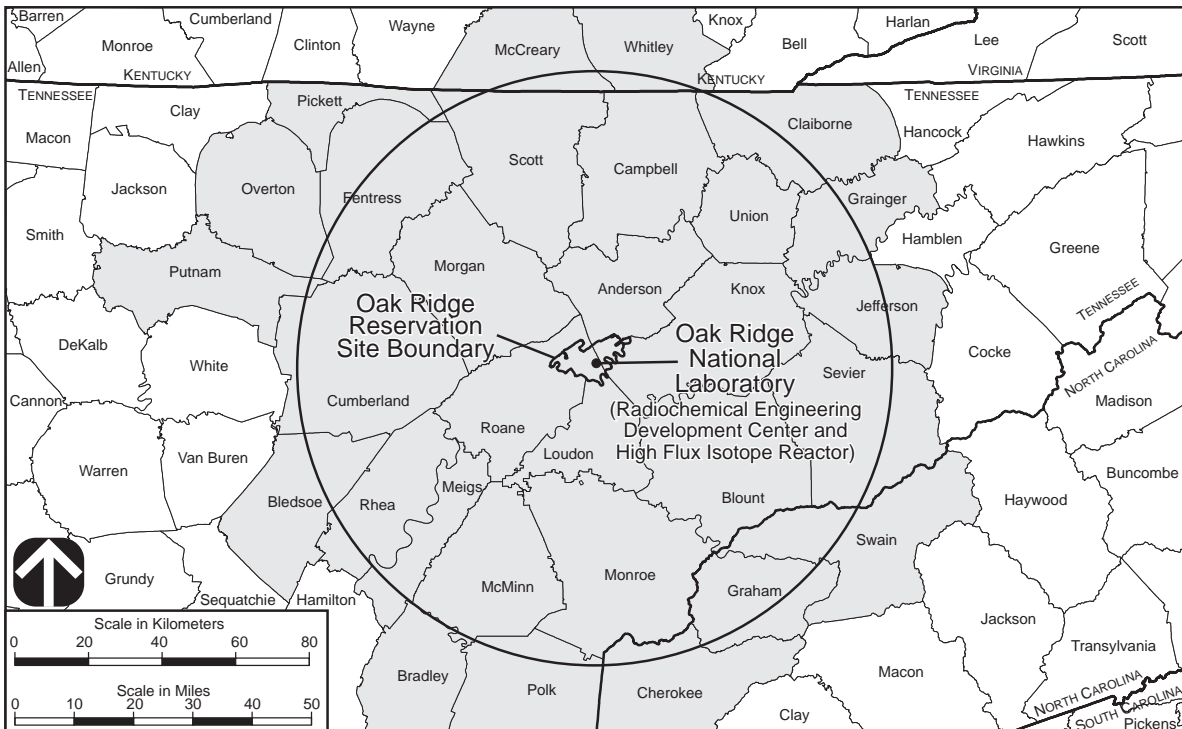 Barren
Cumberland
Wayne
Knox
Harlan
Monroe
Clinton
McCreary
Whitley
Bell
Lee
Scott
Allen
KENTUCKY
KENTUCKY
VIRGINIA
TENNESSEE
Clay
Pickett
TENNESSEE
Macon
Scott
Claiborne
Hancock
Hawkins
Jackson
Overton
Fentress
Campbell
Grainger
Union
Smith
Hamblen
Greene
Putnam
Morgan
Anderson
Knox
Jefferson
TENNESSEE
Oak Ridge
Reservation
Site Boundary
Oak Ridge
National
Laboratory
(Radiochemical Engineering
Development Center and
High Flux Isotope Reactor)
DeKalb
White
Sevier
Cocke
NORTH CAROLINA
Cannon
Cumberland
Madison
Roane
Loudon
Warren
Van Buren
Meigs
Buncombe
Bledsoe
Rhea
Blount
Haywood
Swain
Grundy
Sequatchie
Hamilton
McMinn
Monroe
Graham
Jackson
Transylvania
Bradley
Polk
Cherokee
Macon
Clay
NORTH CAROLINA
SOUTH CAROLINA
Pickens
Scale in Kilometers
0 20 40 60 80
Scale in Miles
0 10 20 30 40 50